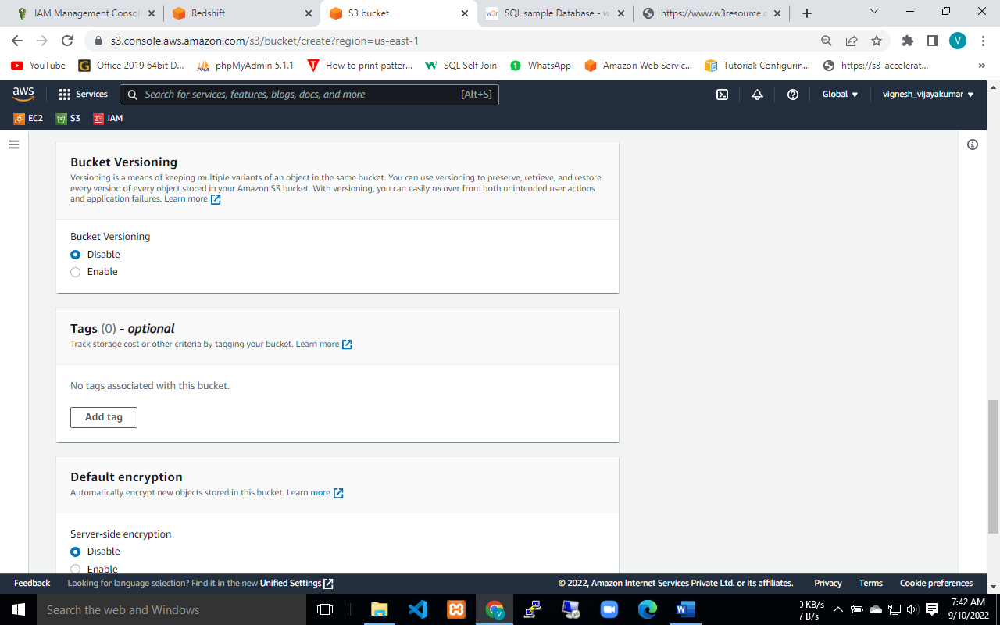 IAM Management Consol
Redshift
S3 bucket
w3r
SQL sample Database - w
https://www.w3resource.c
s3.console.aws.amazon.com/s3/bucket/create?region=us-east-1
V
YouTube
G
Office 2019 64bit D...
PMA
phpMyAdmin 5.1.1
T
How to print patter...
SQL Self Join
1
WhatsApp
Amazon Web Servic...
Tutorial: Configurin...
https://s3-accelerat...
»
aws
Services
Search for services, features, blogs, docs, and more
[Alt+S]
Global
vignesh_vijayakumar
EC2
S3
IAM
Bucket Versioning
Versioning is a means of keeping multiple variants of an object in the same bucket. You can use versioning to preserve, retrieve, and restore
every version of every object stored in your Amazon S3 bucket. With versioning, you can easily recover from both unintended user actions
and application failures. Learn more
Bucket Versioning
Disable
Enable
Tags (0) - optional
Track storage cost or other criteria by tagging your bucket. Learn more
No tags associated with this bucket.
Add tag
Default encryption
Automatically encrypt new objects stored in this bucket. Learn more
Server-side encryption
Disable
Enable
Feedback
Looking for language selection? Find it in the new Unified Settings
© 2022, Amazon Internet Services Private Ltd. or its affiliates.
Privacy
Terms
Cookie preferences
Search the web and Windows
V
KB/s
B/s
7:42 AM
9/10/2022